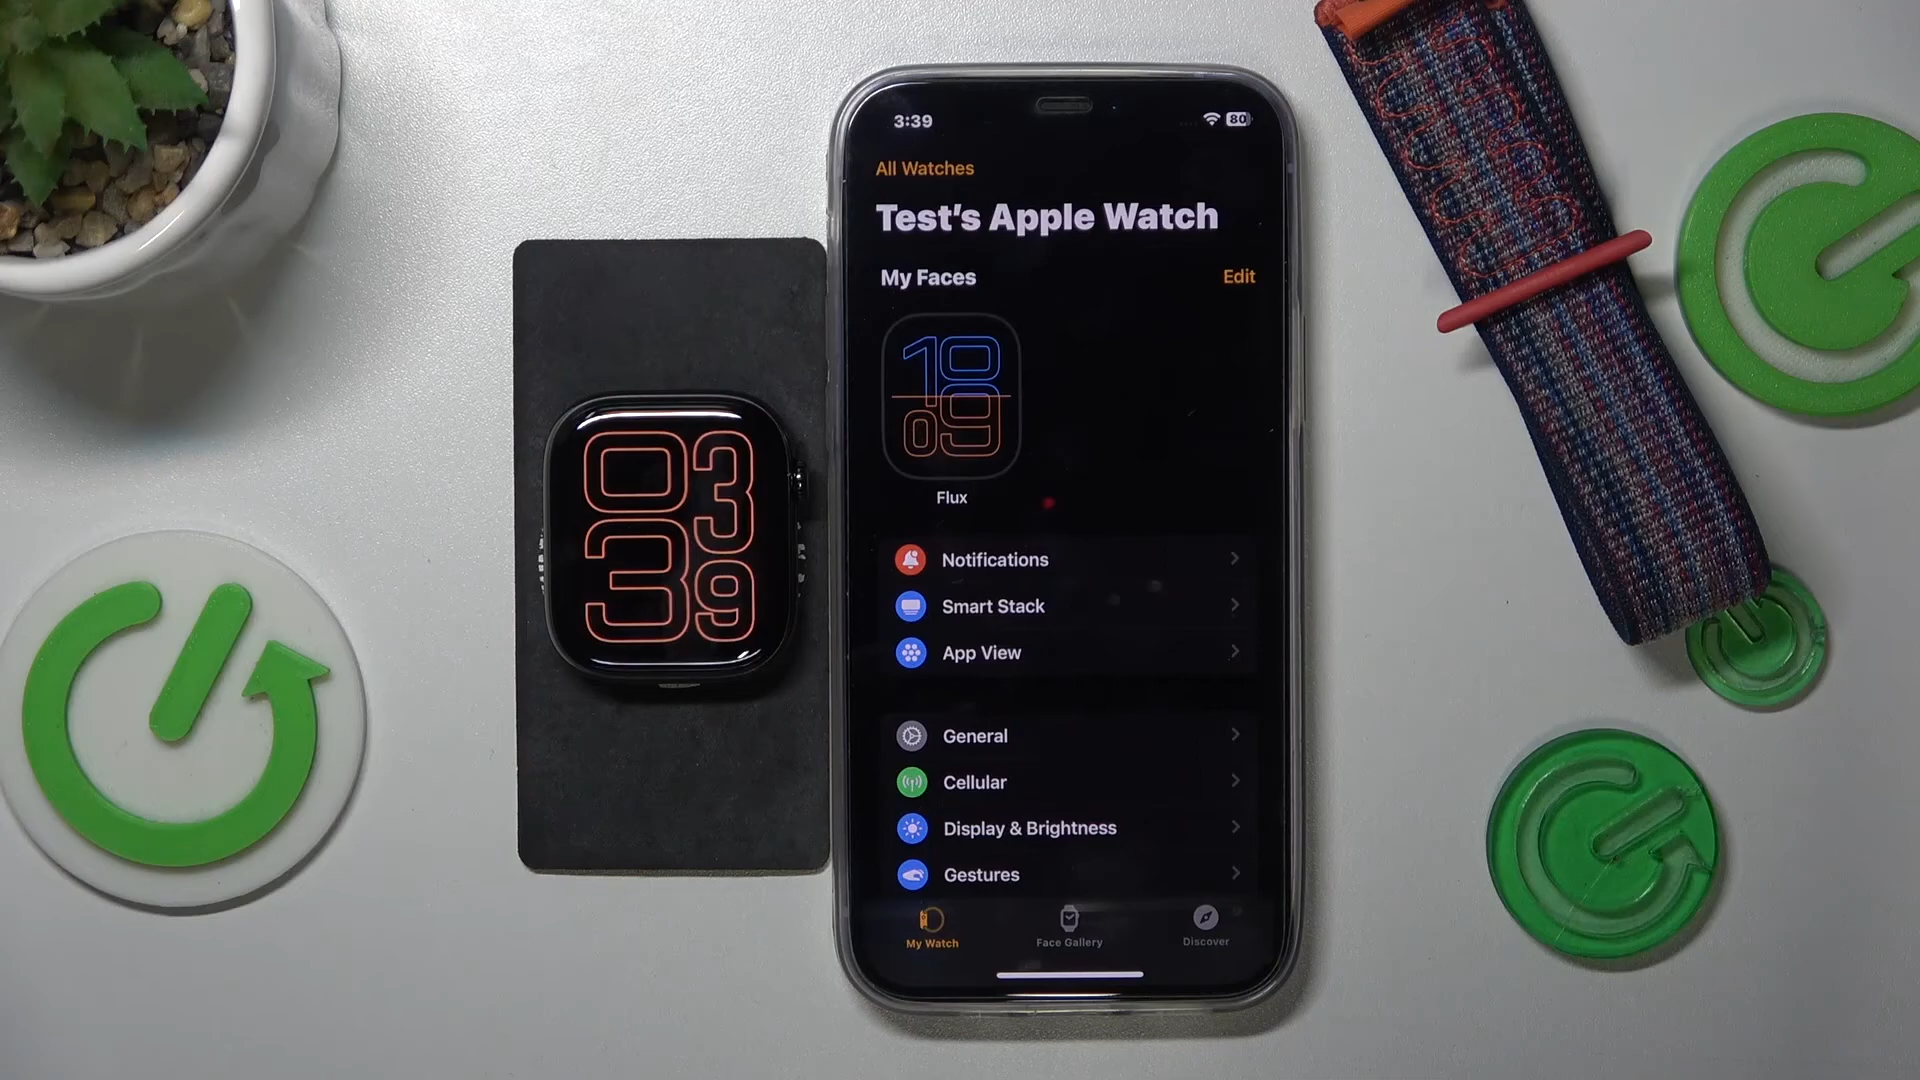 03
39
3:39
80
All Watches
Test's Apple Watch
My Faces
Edit
10
09
Flux
Notifications
Smart Stack
App View
General
Cellular
Display & Brightness
Gestures
My Watch
Face Gallery
Discover